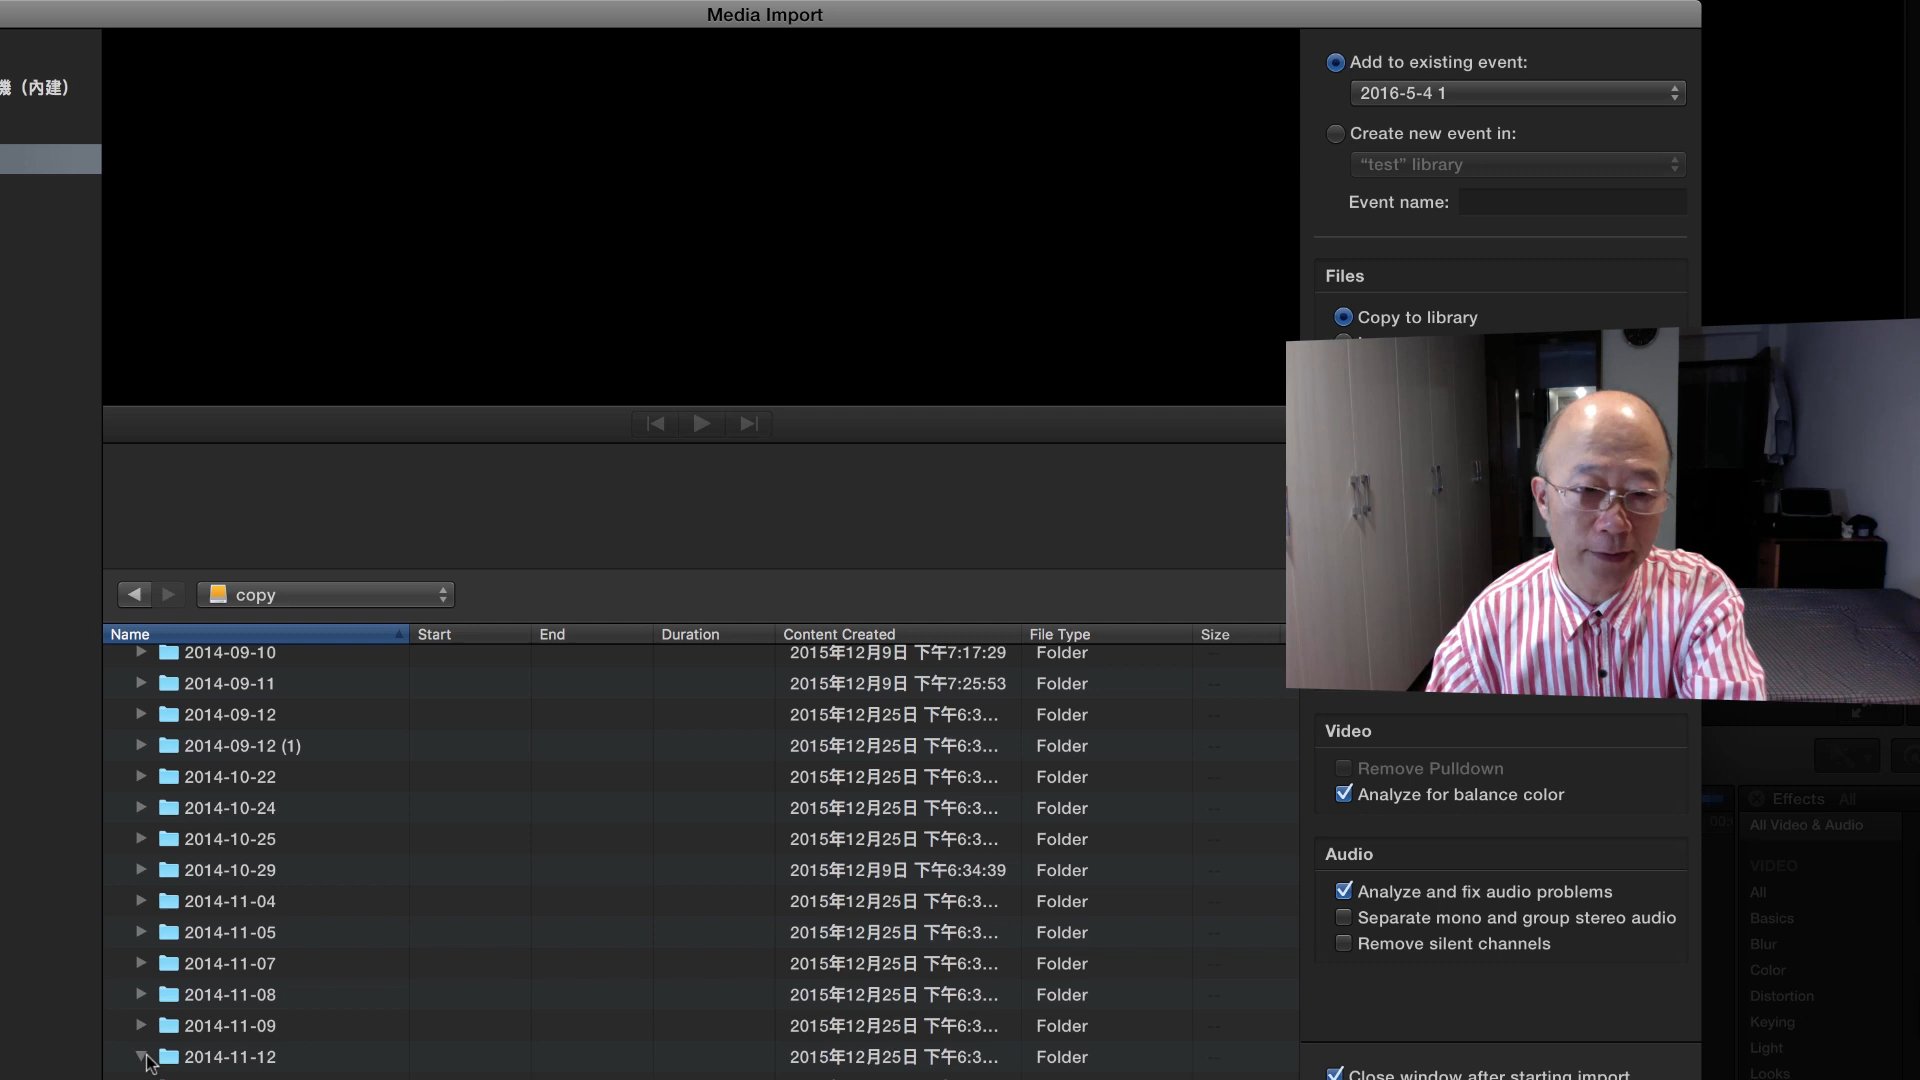 Media Import
機（內建）
Add to existing event:
2016-5-4 1
Create new event in:
“test” library
Event name:
Files
Copy to library
copy
Name Start End Duration Content Created File Type Size
2014-09-10 2015年12月9日 下午7:17:29 Folder --
2014-09-11 2015年12月9日 下午7:25:53 Folder --
2014-09-12 2015年12月25日 下午6:3... Folder --
2014-09-12 (1) 2015年12月25日 下午6:3... Folder --
2014-10-22 2015年12月25日 下午6:3... Folder --
2014-10-24 2015年12月25日 下午6:3... Folder --
2014-10-25 2015年12月25日 下午6:3... Folder --
2014-10-29 2015年12月9日 下午6:34:39 Folder --
2014-11-04 2015年12月25日 下午6:3... Folder --
2014-11-05 2015年12月25日 下午6:3... Folder --
2014-11-07 2015年12月25日 下午6:3... Folder --
2014-11-08 2015年12月25日 下午6:3... Folder --
2014-11-09 2015年12月25日 下午6:3... Folder --
2014-11-12 2015年12月25日 下午6:3... Folder --
Video
Remove Pulldown
Analyze for balance color
Audio
Analyze and fix audio problems
Separate mono and group stereo audio
Remove silent channels
Close window after starting import
Effects All
All Video & Audio
VIDEO
All
Basics
Blur
Color
Distortion
Keying
Light
Looks